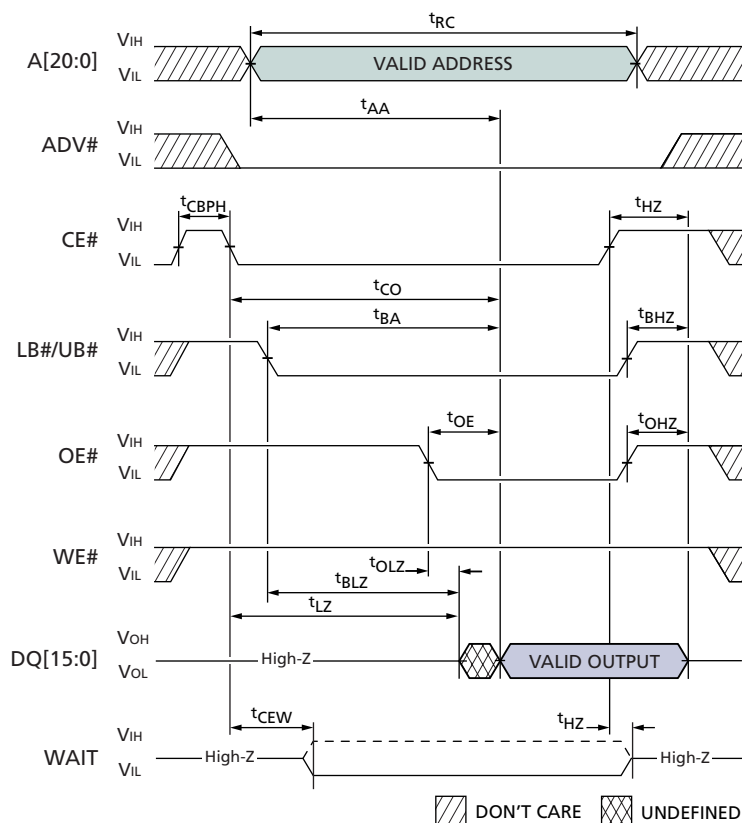 tRC
VIH
A[20:0]
VALID ADDRESS
VIL
tAA
VIH
ADV#
VIL
tCBPH
tHZ
VIH
CE#
VIL
tCO
tBA
tBHZ
VIH
LB#/UB#
VIL
tOE
tOHZ
VIH
OE#
VIL
VIH
WE#
VIL
tOLZ
tBLZ
tLZ
VOH
DQ[15:0]
High-Z
VALID OUTPUT
VOL
tCEW
tHZ
VIH
WAIT
High-Z
High-Z
VIL
DON'T CARE
UNDEFINED